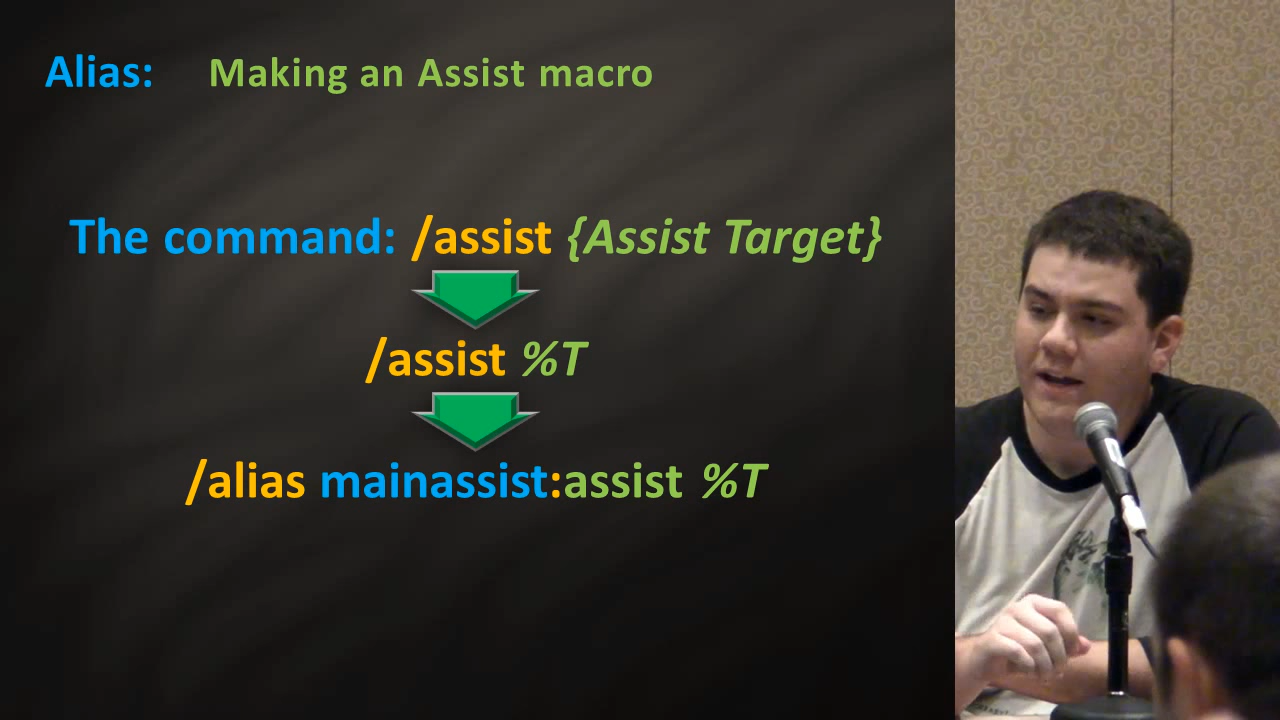 Alias: Making an Assist macro
The command: /assist {Assist Target}
/assist %T
/alias mainassist:assist %T